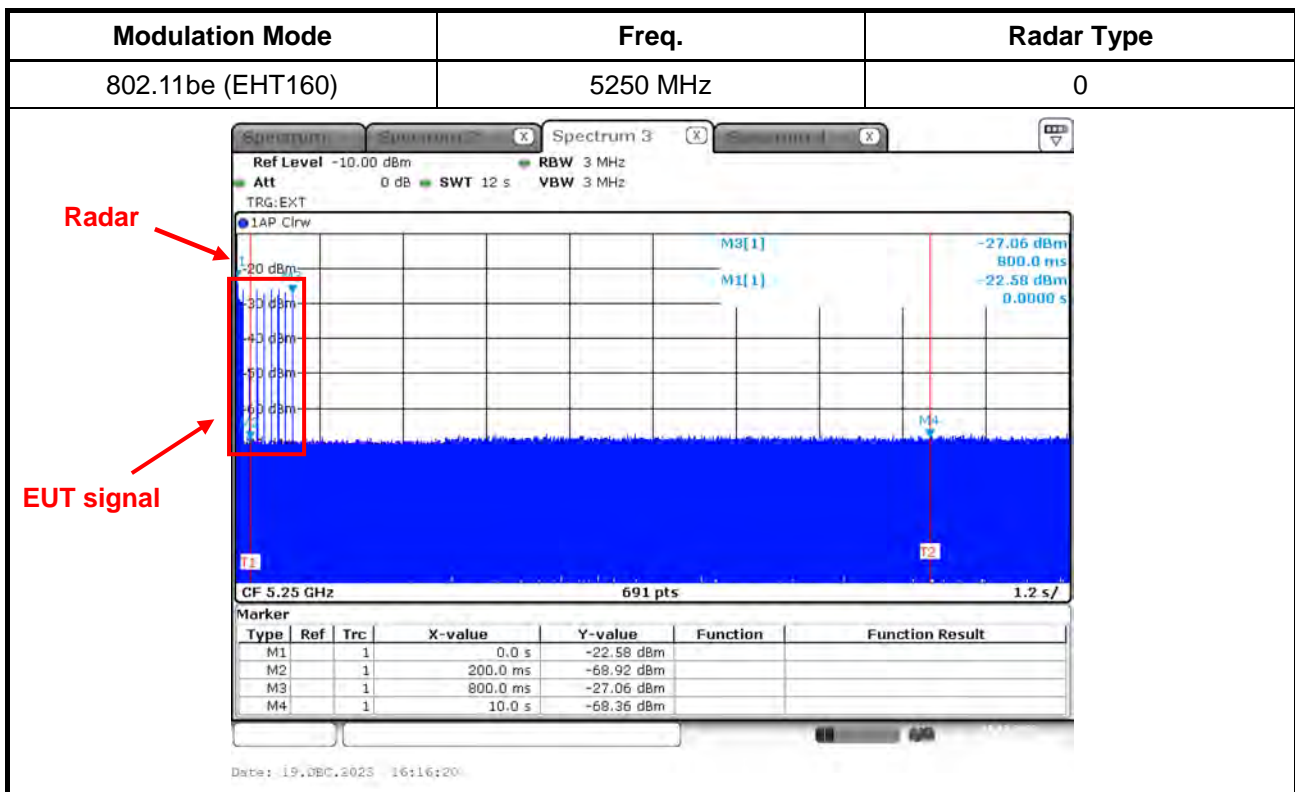 Modulation Mode Freq. Radar Type
802.11be (EHT160) 5250 MHz 0
Spectrum 3
Ref Level -10.00 dBm RBW 3 MHz
Att 0 dB SWT 12 s VBW 3 MHz
TRG:EXT
1AP Clrw
Radar
M3[1] -27.06 dBm
800.0 ms
M1[1] -22.58 dBm
0.0000 s
-20 dBm
-30 dBm
-40 dBm
-50 dBm
-60 dBm
M4
EUT signal
T1 T2
CF 5.25 GHz 691 pts 1.2 s/
Marker
Type Ref Trc X-value Y-value Function Function Result
M1 1 0.0 s -22.58 dBm
M2 1 200.0 ms -68.92 dBm
M3 1 800.0 ms -27.06 dBm
M4 1 10.0 s -68.36 dBm
Date: 19.DEC.2023 16:16:20